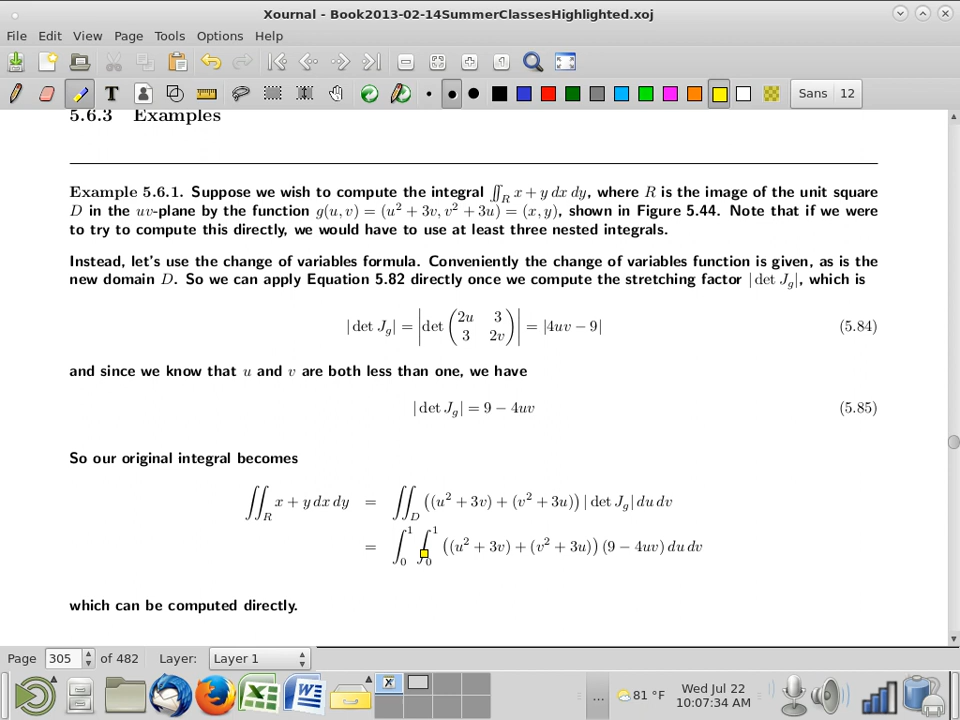 Xournal - Book2013-02-14SummerClassesHighlighted.xoj
File Edit View Page Tools Options Help
Sans 12
5.6.3 Examples
Example 5.6.1. Suppose we wish to compute the integral ∬_R x + y dx dy, where R is the image of the unit square
D in the uv-plane by the function g(u, v) = (u² + 3v, v² + 3u) = (x, y), shown in Figure 5.44. Note that if we were
to try to compute this directly, we would have to use at least three nested integrals.
Instead, let's use the change of variables formula. Conveniently the change of variables function is given, as is the
new domain D. So we can apply Equation 5.82 directly once we compute the stretching factor |det J_g|, which is
|det J_g| = |det (2u 3; 3 2v)| = |4uv − 9| (5.84)
and since we know that u and v are both less than one, we have
|det J_g| = 9 − 4uv (5.85)
So our original integral becomes
∬_R x + y dx dy = ∬_D ((u² + 3v) + (v² + 3u)) |det J_g| du dv
= ∫_0^1 ∫_0^1 ((u² + 3v) + (v² + 3u)) (9 − 4uv) du dv
which can be computed directly.
Page 305 of 482 Layer: Layer 1
... 81 °F Wed Jul 22
10:07:34 AM